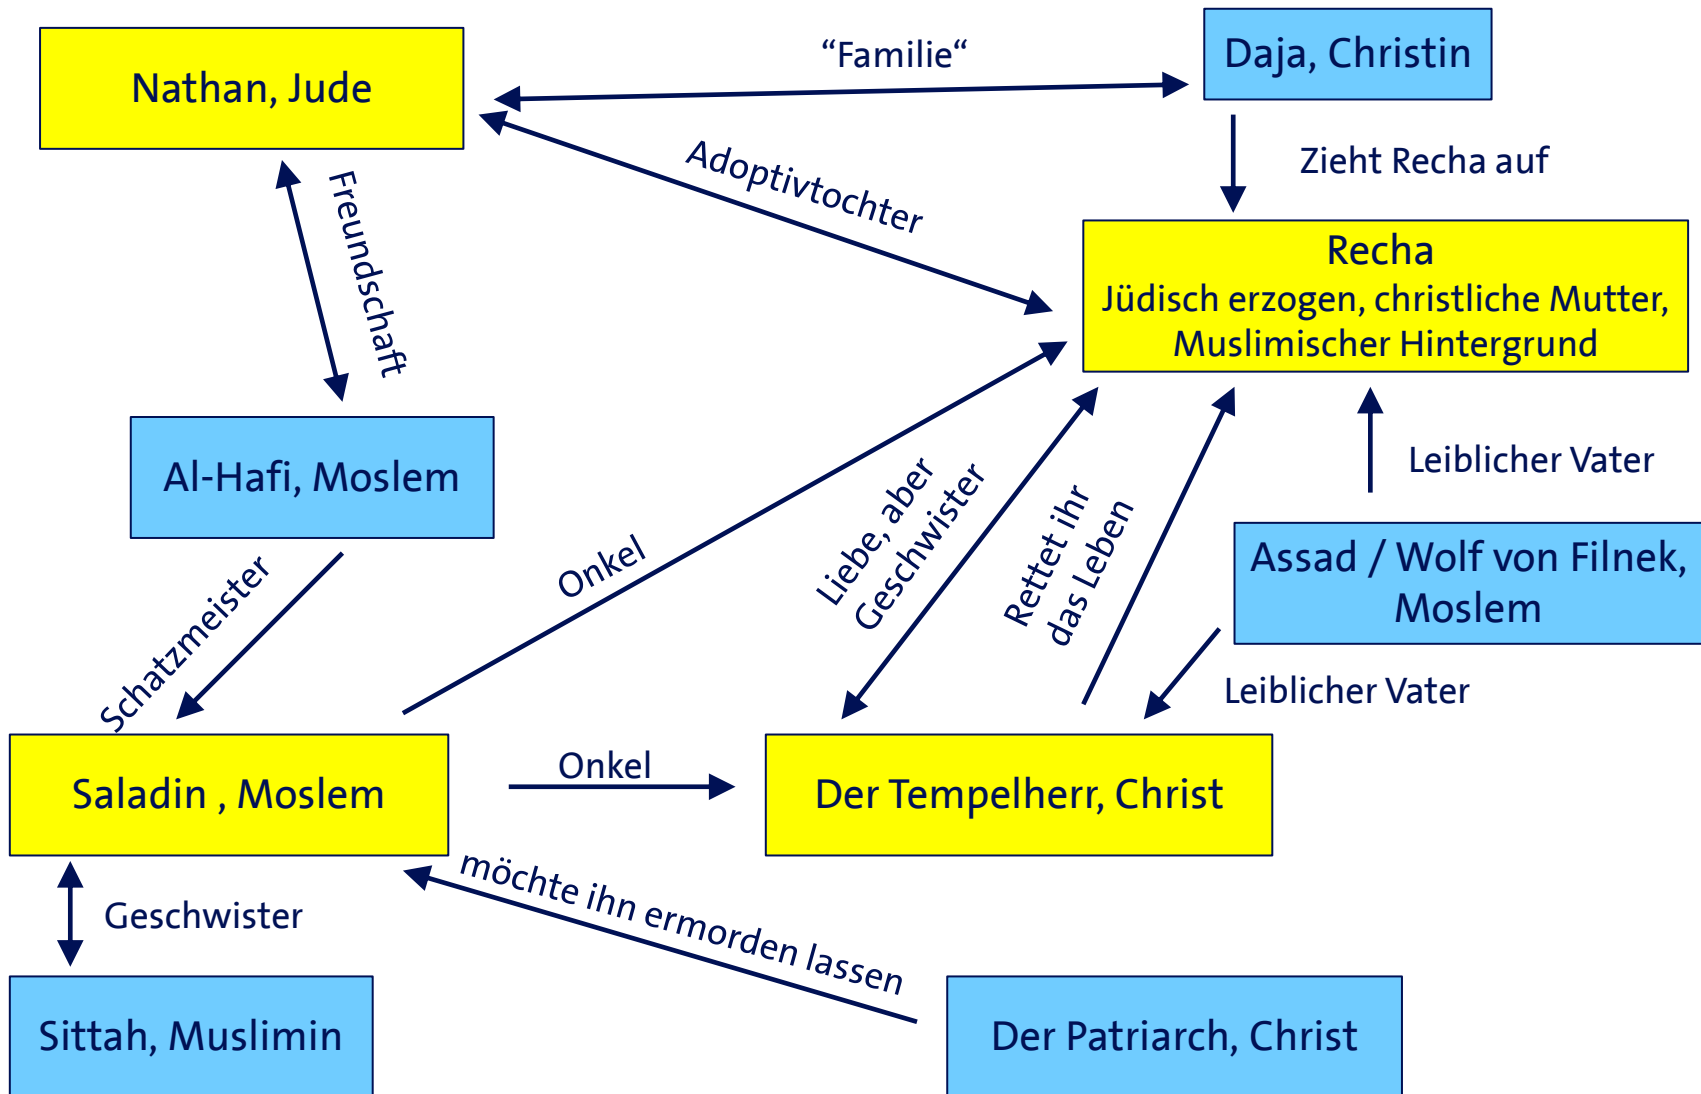 Nathan, Jude
“Familie“
Daja, Christin
Zieht Recha auf
Adoptivtochter
Freundschaft
Recha
Jüdisch erzogen, christliche Mutter,
Muslimischer Hintergrund
Al-Hafi, Moslem
Leiblicher Vater
Liebe, aber
Geschwister
Rettet ihr
das Leben
Onkel
Assad / Wolf von Filnek,
Moslem
Schatzmeister
Leiblicher Vater
Saladin , Moslem
Onkel
Der Tempelherr, Christ
möchte ihn ermorden lassen
Geschwister
Sittah, Muslimin
Der Patriarch, Christ